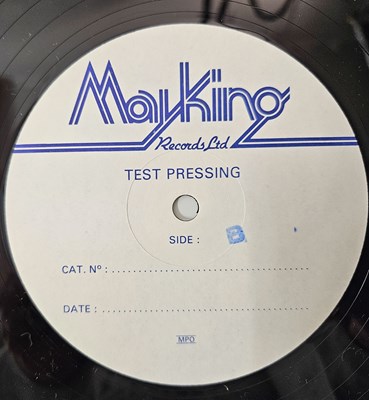 MayKing
Records Ltd
TEST PRESSING
SIDE : B.
CAT. Nº : ........................................
DATE : ........................................
MPO